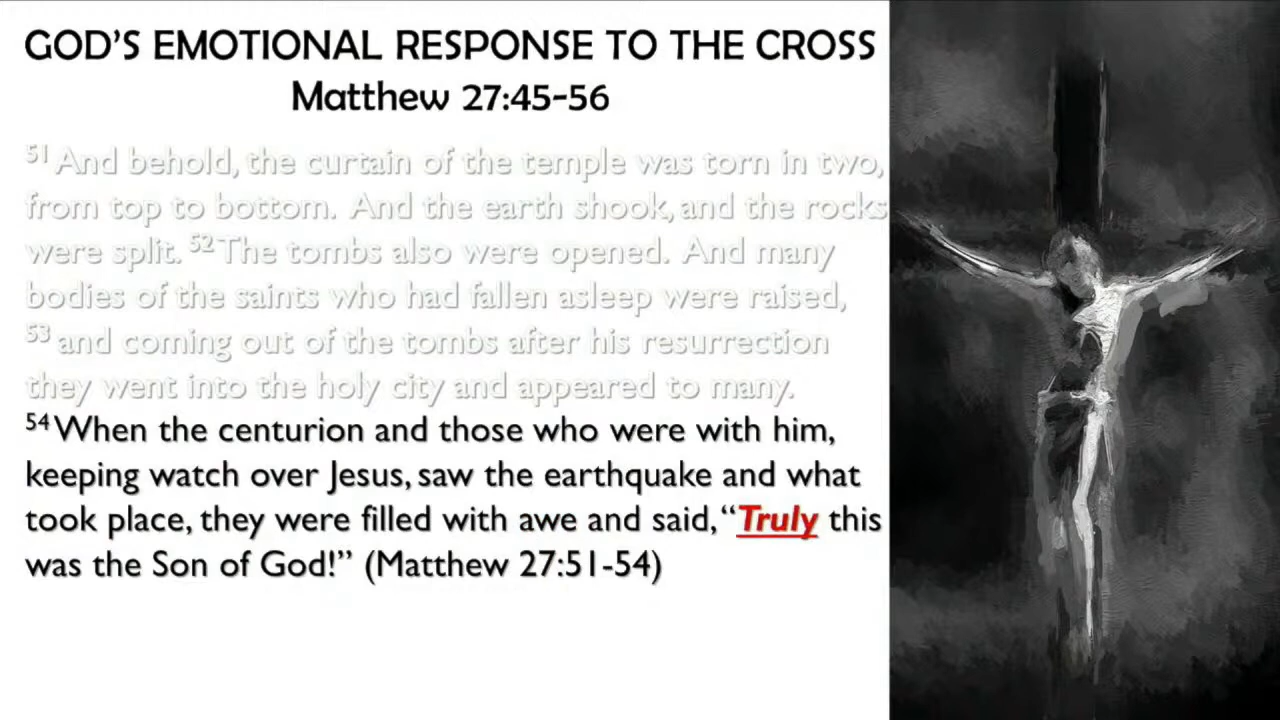 GOD'S EMOTIONAL RESPONSE TO THE CROSS
Matthew 27:45-56
51 And behold, the curtain of the temple was torn in two,
from top to bottom. And the earth shook, and the rocks
were split. 52 The tombs also were opened. And many
bodies of the saints who had fallen asleep were raised,
53 and coming out of the tombs after his resurrection
they went into the holy city and appeared to many.
54 When the centurion and those who were with him,
keeping watch over Jesus, saw the earthquake and what
took place, they were filled with awe and said, “Truly this
was the Son of God!” (Matthew 27:51-54)